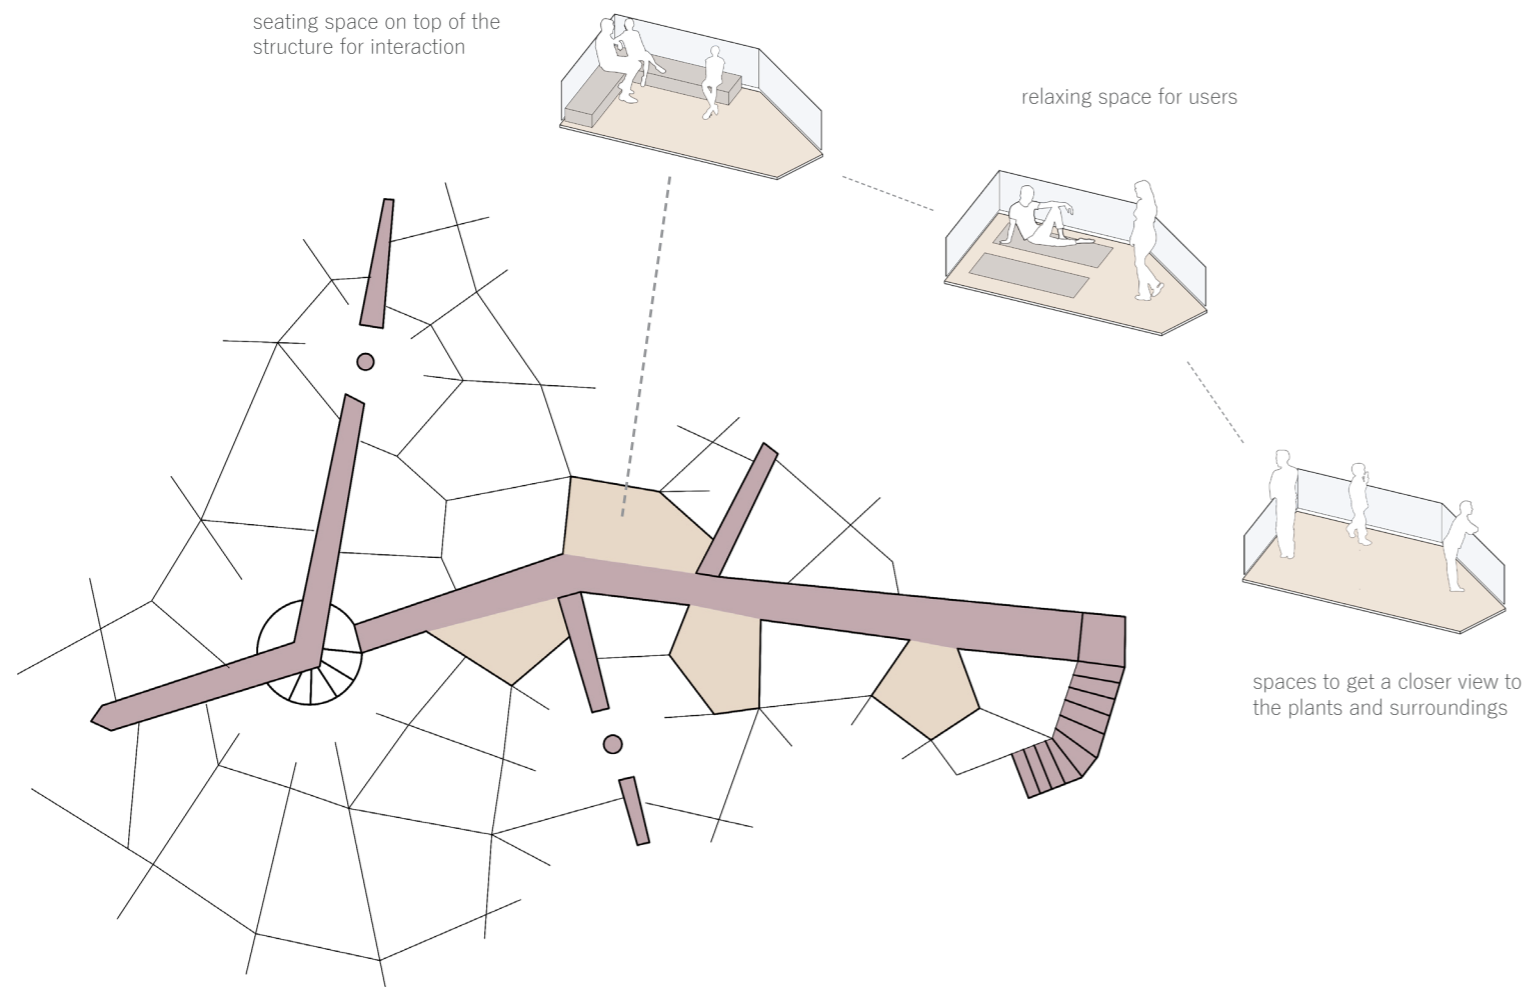 seating space on top of the
structure for interaction
relaxing space for users
spaces to get a closer view to
the plants and surroundings